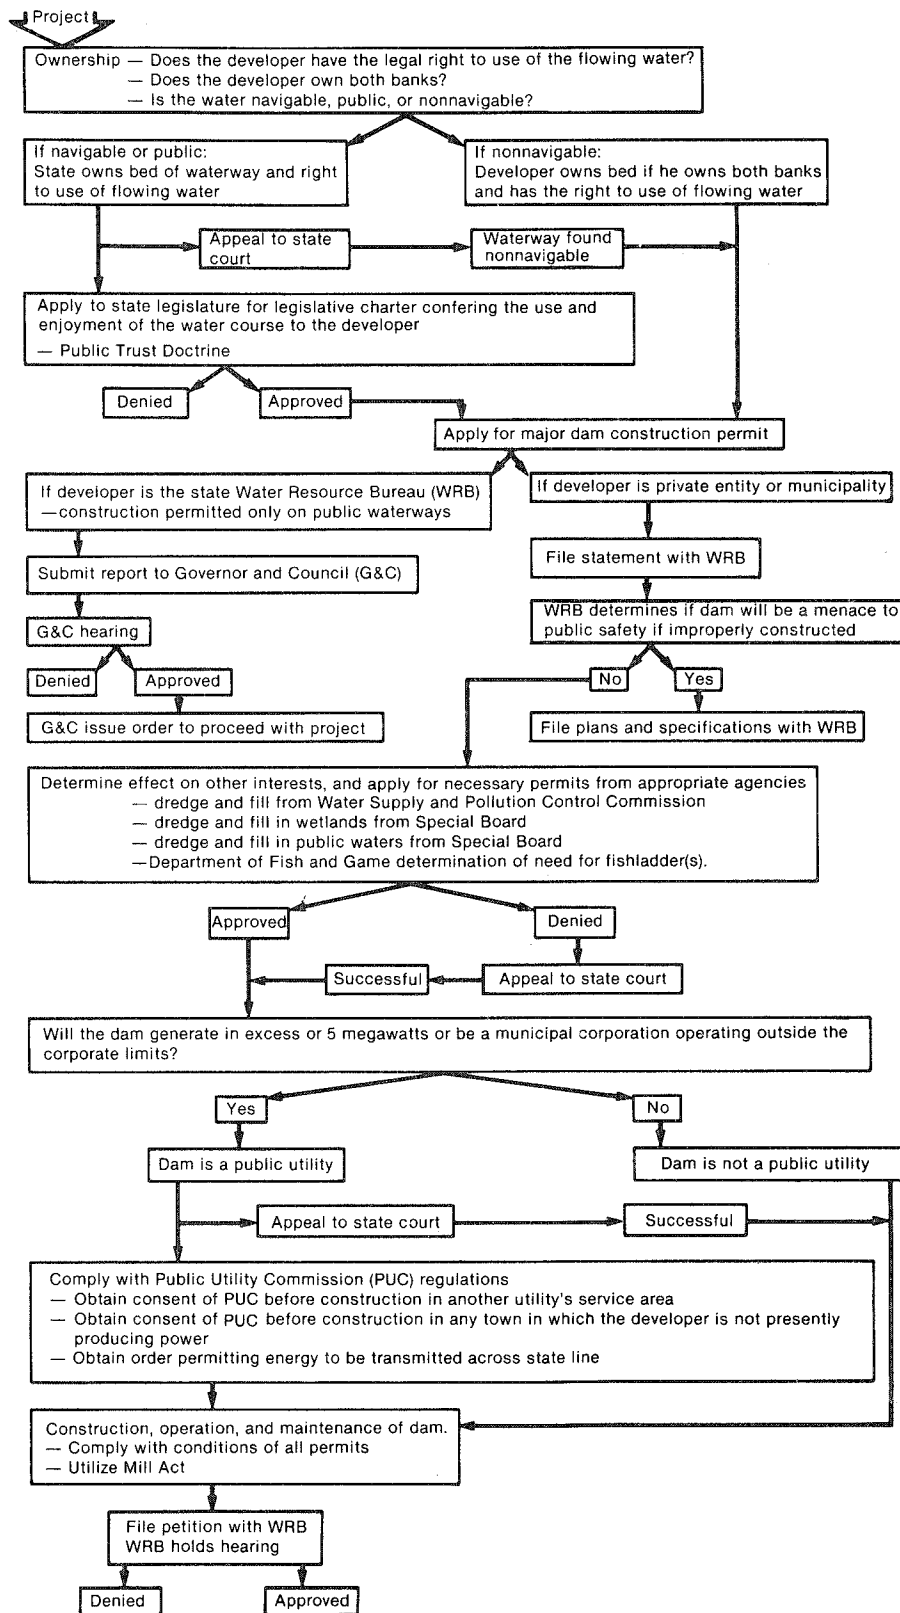 Project
Ownership — Does the developer have the legal right to use of the flowing water?
— Does the developer own both banks?
— Is the water navigable, public, or nonnavigable?
If navigable or public:
State owns bed of waterway and right
to use of flowing water
If nonnavigable:
Developer owns bed if he owns both banks
and has the right to use of flowing water
Appeal to state
court
Waterway found
nonnavigable
Apply to state legislature for legislative charter confering the use and
enjoyment of the water course to the developer
— Public Trust Doctrine
Denied
Approved
Apply for major dam construction permit
If developer is the state Water Resource Bureau (WRB)
—construction permitted only on public waterways
If developer is private entity or municipality
Submit report to Governor and Council (G&C)
File statement with WRB
G&C hearing
WRB determines if dam will be a menace to
public safety if improperly constructed
Denied
Approved
No
Yes
G&C issue order to proceed with project
File plans and specifications with WRB
Determine effect on other interests, and apply for necessary permits from appropriate agencies
— dredge and fill from Water Supply and Pollution Control Commission
— dredge and fill in wetlands from Special Board
— dredge and fill in public waters from Special Board
—Department of Fish and Game determination of need for fishladder(s).
Approved
Denied
Successful
Appeal to state court
Will the dam generate in excess or 5 megawatts or be a municipal corporation operating outside the
corporate limits?
Yes
No
Dam is a public utility
Dam is not a public utility
Appeal to state court
Successful
Comply with Public Utility Commission (PUC) regulations
— Obtain consent of PUC before construction in another utility's service area
— Obtain consent of PUC before construction in any town in which the developer is not presently
producing power
— Obtain order permitting energy to be transmitted across state line
Construction, operation, and maintenance of dam.
— Comply with conditions of all permits
— Utilize Mill Act
File petition with WRB
WRB holds hearing
Denied
Approved